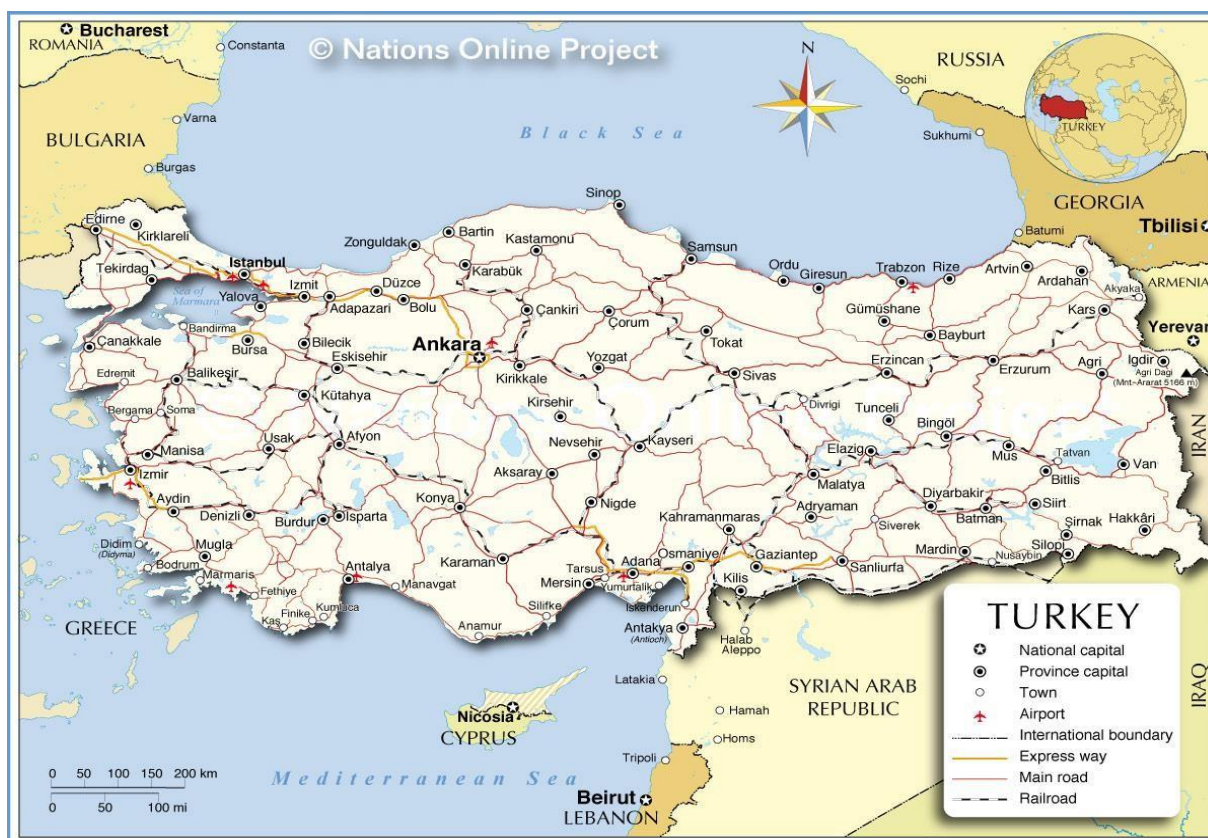 © Nations Online Project
Bucharest
ROMANIA
Constanta
BULGARIA
Varna
Burgas
Black Sea
N
RUSSIA
Sochi
Sukhumi
TURKEY
GEORGIA
Tbilisi
Batumi
ARMENIA
Yerevan
Akyaka
Edirne
Kirklareli
Istanbul
Tekirdag
Sea of
Marmara
Yalova
Izmit
Adapazari
Düzce
Bolu
Zonguldak
Bartin
Karabük
Kastamonu
Sinop
Samsun
Ordu
Giresun
Trabzon
Rize
Artvin
Ardahan
Kars
Gümüshane
Bayburt
Çankiri
Çorum
Tokat
Bandirma
Çanakkale
Bursa
Bilecik
Eskisehir
Ankara
Kirikkale
Yozgat
Sivas
Erzincan
Erzurum
Agri
Igdir
Agri Dagi
(Mnt-Ararat 5166 m)
Edremit
Balikeşir
Kütahya
Kirsehir
Divrigi
Tunceli
Bingöl
Bergama
Soma
Manisa
Usak
Afyon
Nevsehir
Kayseri
Elazig
Mus
Tatvan
Van
Bitlis
IRAN
Izmir
Aydin
Denizli
Burdur
Isparta
Konya
Aksaray
Nigde
Malatya
Adryaman
Diyarbakir
Batman
Siirt
Siverek
Sirnak
Hakkâri
Didim
(Didyma)
Mugla
Bodrum
Marmaris
Fethiye
Antalya
Manavgat
Karaman
Kahramanmaras
Osmaniye
Gaziantep
Sanliurfa
Mardin
Nusaybin
Silopi
Tarsus
Adana
Mersin
Yumurtalik
Kilis
Iskenderun
Kaş
Finike
Kumlaca
Anamur
Silifke
Antakya
(Antioch)
Halab
Aleppo
GREECE
Latakia
SYRIAN ARAB
REPUBLIC
Hamah
Homs
Nicosia
CYPRUS
Tripoli
Mediterranean Sea
Beirut
LEBANON
IRAQ
0 50 100 150 200 km
0 50 100 mi
TURKEY
National capital
Province capital
Town
Airport
International boundary
Express way
Main road
Railroad